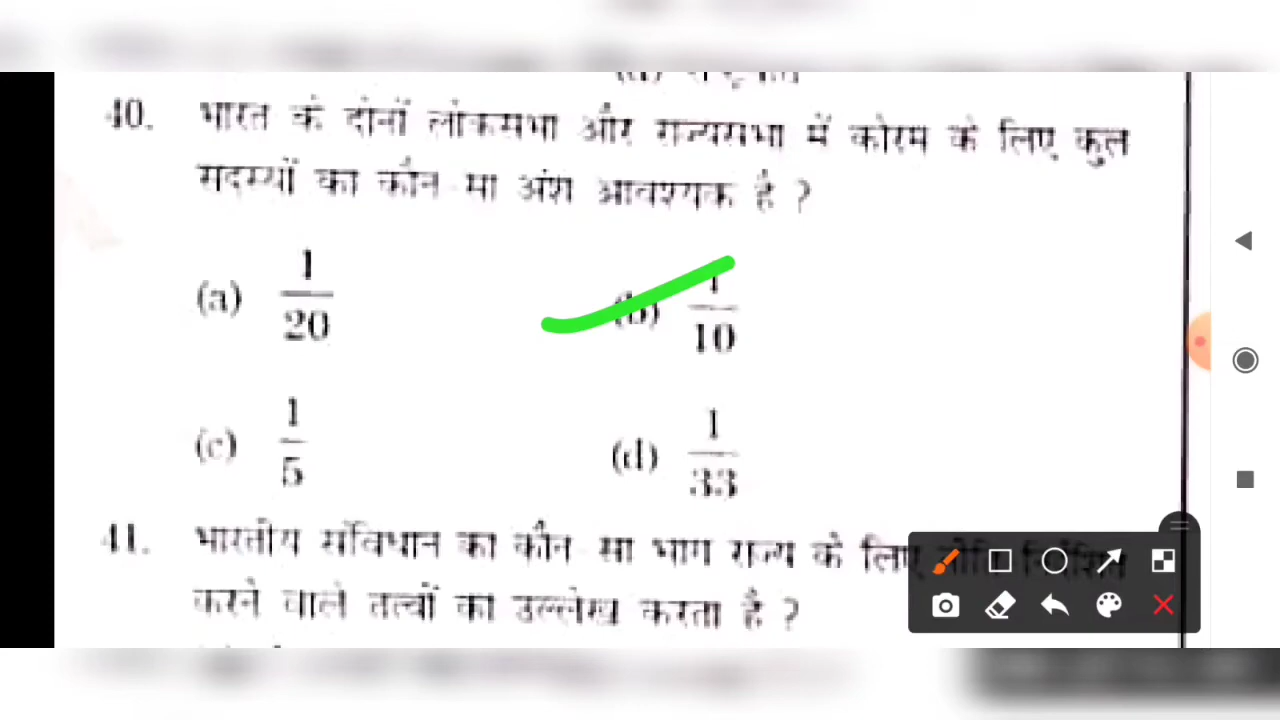 40. भारत के दोनों लोकसभा और राज्यसभा में कोरम के लिए कुल
सदस्यों का कौन सा अंश आवश्यक है ?
(a) 1/20 (b) 1/10
(c) 1/5 (d) 1/33
41. भारतीय संविधान का कौन सा भाग राज्य के लिए नीति निर्देशित
करने वाले तत्वों का उल्लेख करता है ?